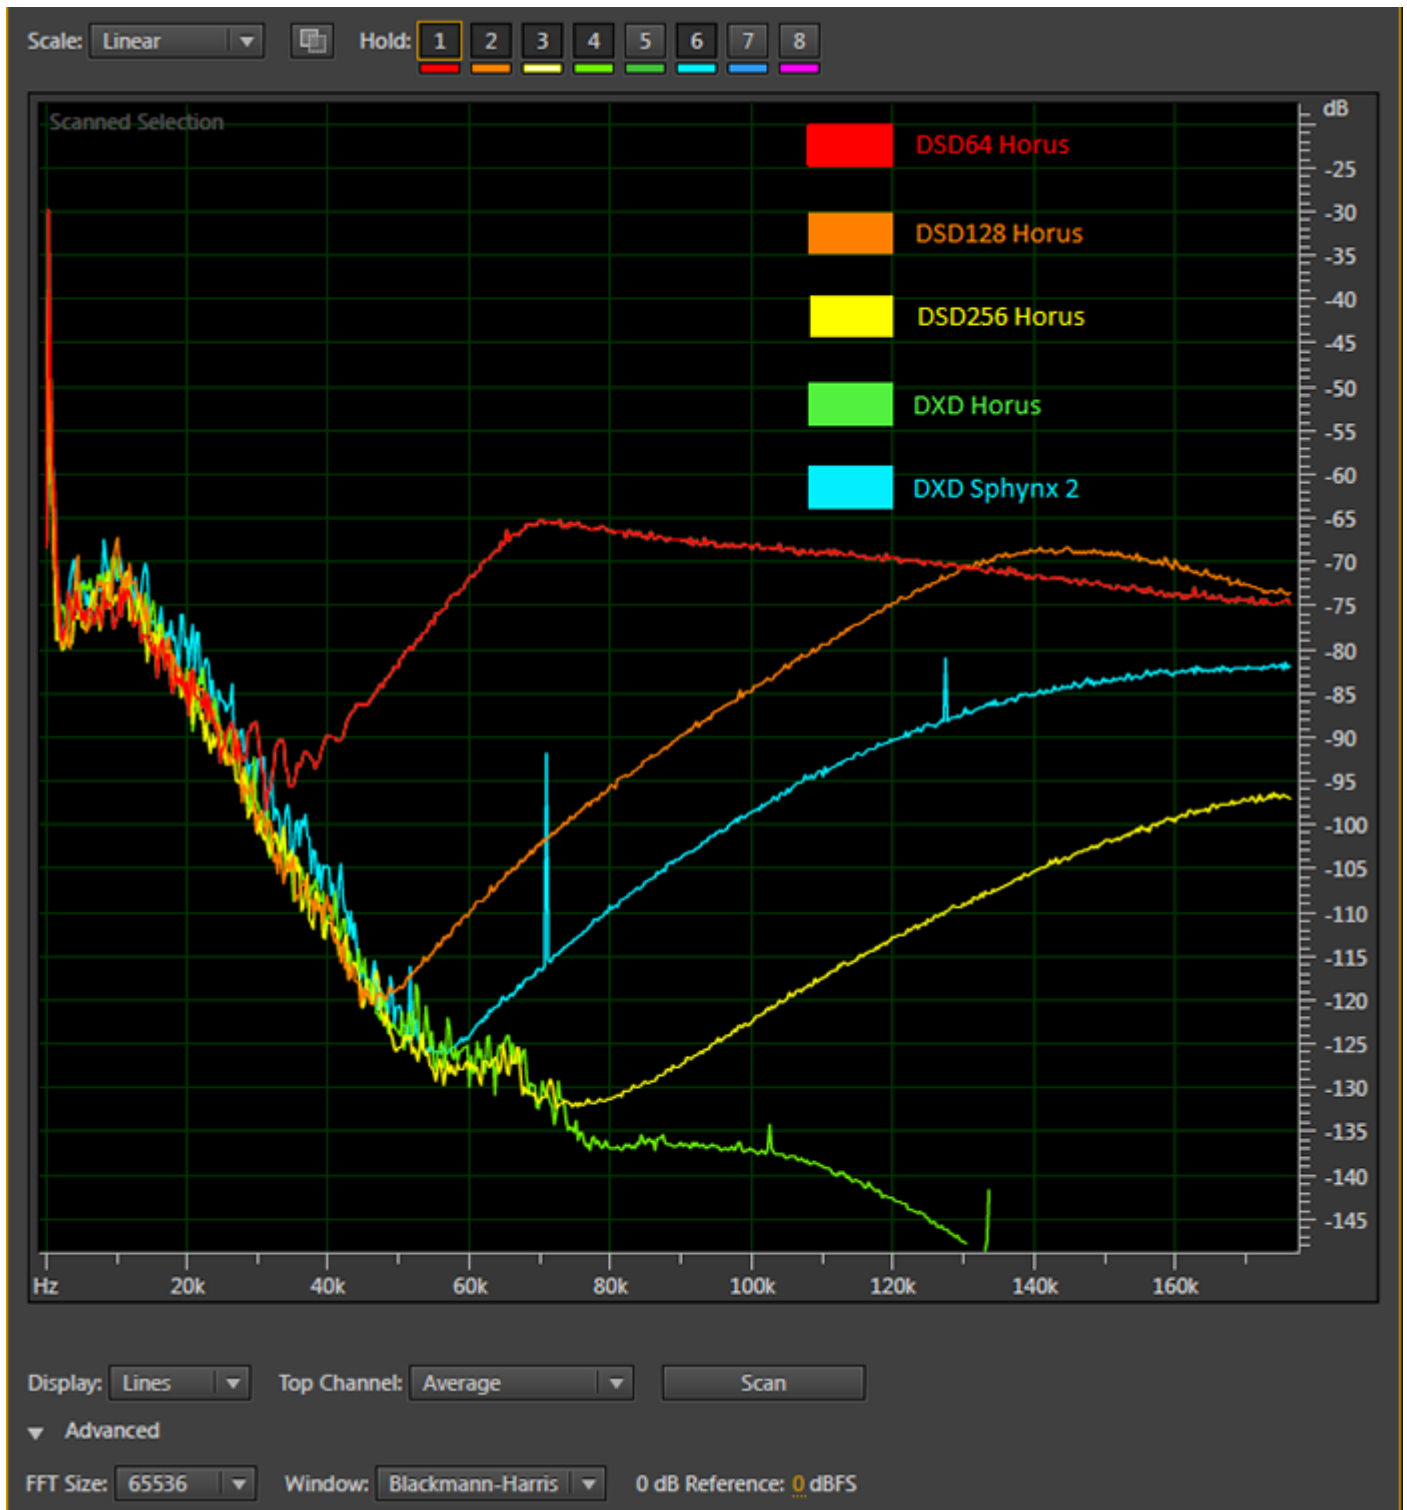 Scale: Linear Hold: 1 2 3 4 5 6 7 8
Scanned Selection
dB
DSD64 Horus
DSD128 Horus
DSD256 Horus
DXD Horus
DXD Sphynx 2
-25
-30
-35
-40
-45
-50
-55
-60
-65
-70
-75
-80
-85
-90
-95
-100
-105
-110
-115
-120
-125
-130
-135
-140
-145
Hz 20k 40k 60k 80k 100k 120k 140k 160k
Display: Lines Top Channel: Average Scan
Advanced
FFT Size: 65536 Window: Blackmann-Harris 0 dB Reference: 0 dBFS